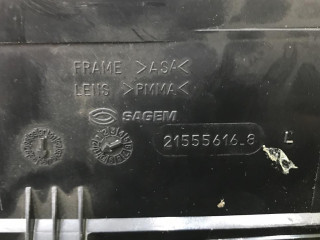 FRAME >ASA<
LENS >PMMA<
SAGEM
21555616.8 L